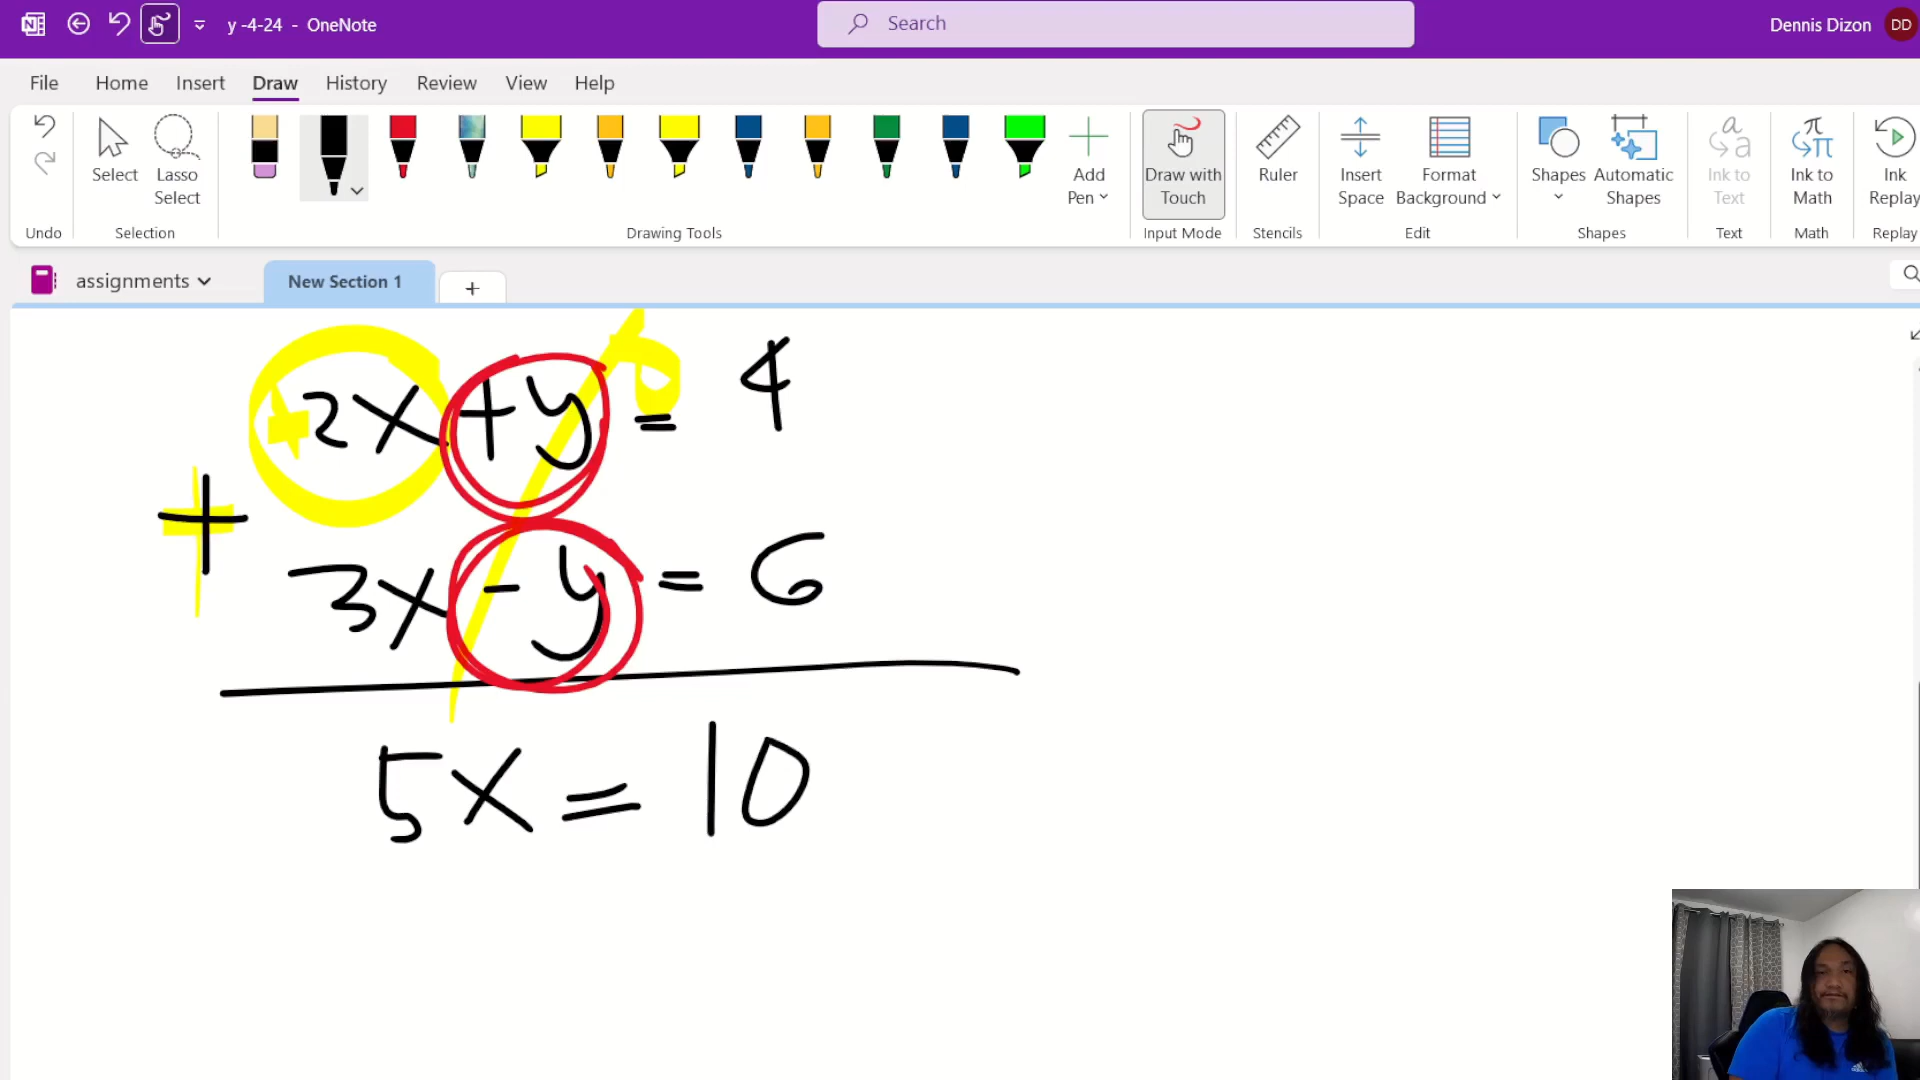 y -4-24 - OneNote
Search
Dennis Dizon DD
File Home Insert Draw History Review View Help
Select
Lasso Select
Add Pen
Draw with Touch
Ruler
Insert Space
Format Background
Shapes
Automatic Shapes
Ink to Text
Ink to Math
Ink Replay
Undo Selection Drawing Tools Input Mode Stencils Edit Shapes Text Math Replay
assignments New Section 1 +
+2x+y = 4 0
+
3x - y = 6
5x = 10